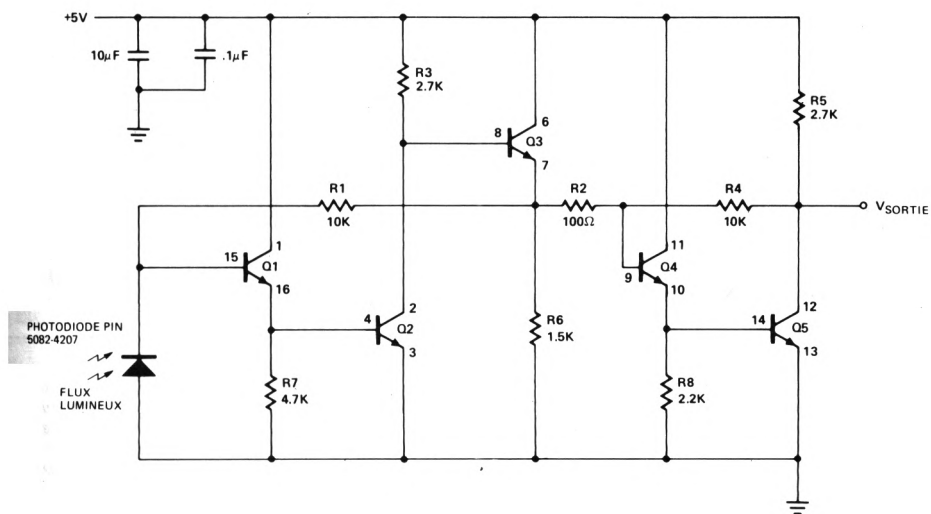 +5V
10µF
.1µF
R3
2.7K
R5
2.7K
6
8
Q3
7
R1
10K
R2
100Ω
R4
10K
VSORTIE
1
15
Q1
16
11
9
Q4
10
2
4
Q2
3
12
14
Q5
13
PHOTODIODE PIN
5082-4207
FLUX
LUMINEUX
R7
4.7K
R6
1.5K
R8
2.2K